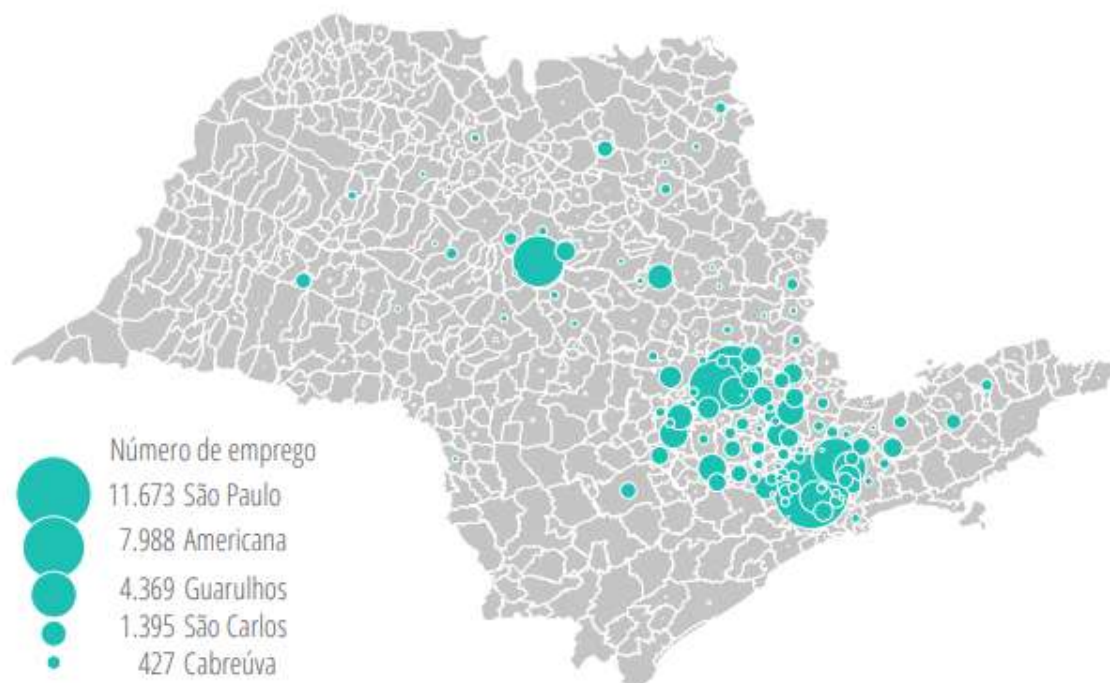 Número de emprego
11.673 São Paulo
7.988 Americana
4.369 Guarulhos
1.395 São Carlos
427 Cabreúva